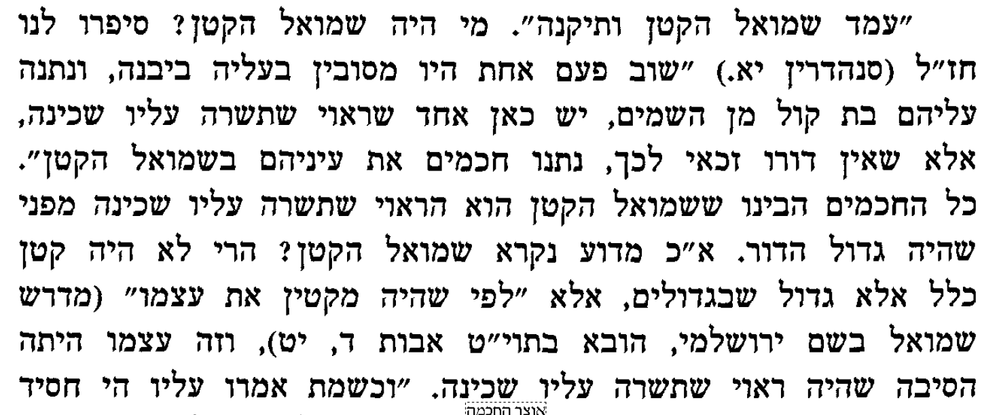 "עמד שמואל הקטן ותיקנה". מי היה שמואל הקטן? סיפרו לנו
חז"ל (סנהדרין יא.) "שוב פעם אחת היו מסובין בעליה ביבנה, ונתנה
עליהם בת קול מן השמים, יש כאן אחד שראוי שתשרה עליו שכינה,
אלא שאין דורו זכאי לכך, נתנו חכמים את עיניהם בשמואל הקטן".
כל החכמים הבינו ששמואל הקטן הוא הראוי שתשרה עליו שכינה מפני
שהיה גדול הדור. א"כ מדוע נקרא שמואל הקטן? הרי לא היה קטן
כלל אלא גדול שבגדולים, אלא "לפי שהיה מקטין את עצמו" (מדרש
שמואל בשם ירושלמי, הובא בתוי"ט אבות ד, יט), וזה עצמו היתה
הסיבה שהיה ראוי שתשרה עליו שכינה. "וכשמת אמרו עליו הי חסיד
אוצר החכמה